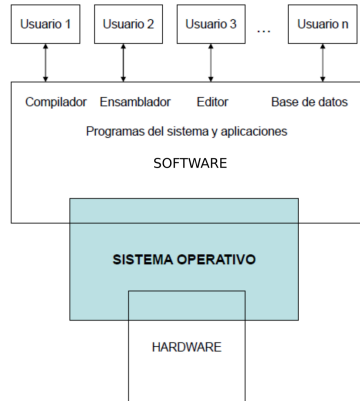 Usuario 1 Usuario 2 Usuario 3 ... Usuario n
Compilador Ensamblador Editor Base de datos
Programas del sistema y aplicaciones
SOFTWARE
SISTEMA OPERATIVO
HARDWARE